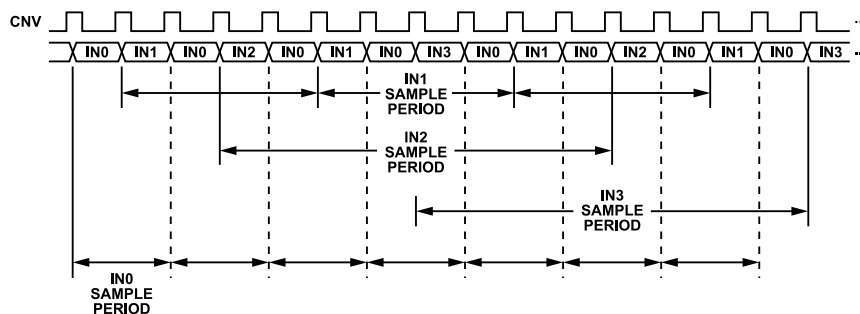 CNV
IN0 IN1 IN0 IN2 IN0 IN1 IN0 IN3 IN0 IN1 IN0 IN2 IN0 IN1 IN0 IN3
IN1
SAMPLE
PERIOD
IN2
SAMPLE
PERIOD
IN3
SAMPLE
PERIOD
IN0
SAMPLE
PERIOD